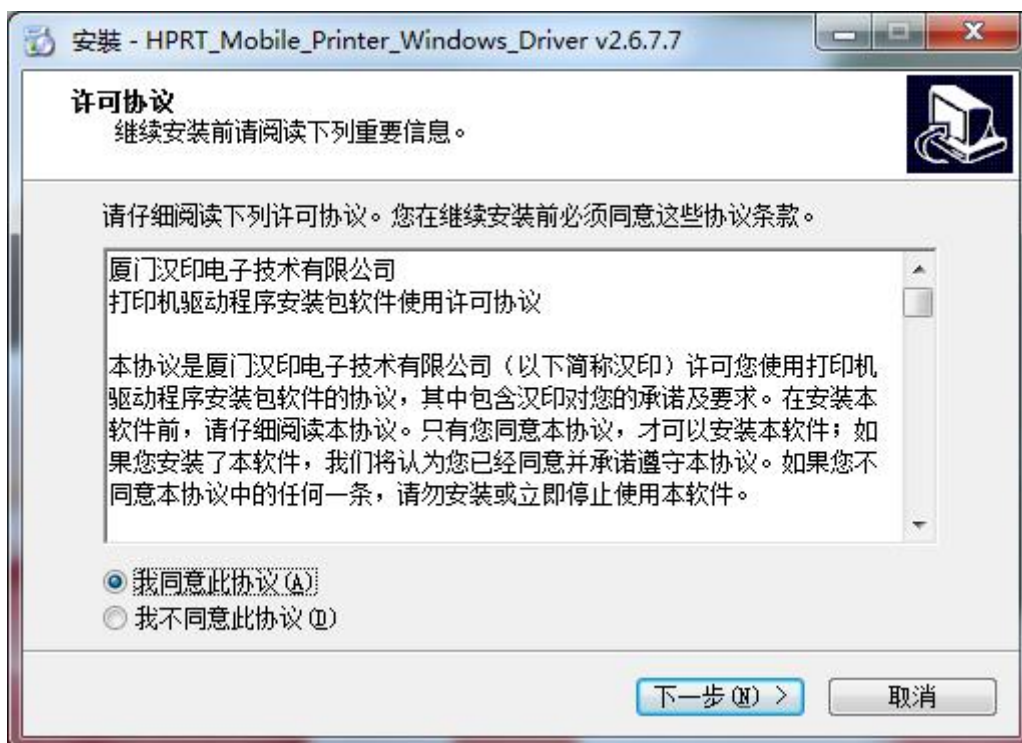 安裝 - HPRT_Mobile_Printer_Windows_Driver v2.6.7.7
许可协议
继续安装前请阅读下列重要信息。
请仔细阅读下列许可协议。您在继续安装前必须同意这些协议条款。
厦门汉印电子技术有限公司
打印机驱动程序安装包软件使用许可协议
本协议是厦门汉印电子技术有限公司（以下简称汉印）许可您使用打印机
驱动程序安装包软件的协议，其中包含汉印对您的承诺及要求。在安装本
软件前，请仔细阅读本协议。只有您同意本协议，才可以安装本软件；如
果您安装了本软件，我们将认为您已经同意并承诺遵守本协议。如果您不
同意本协议中的任何一条，请勿安装或立即停止使用本软件。
我同意此协议(A)
我不同意此协议(D)
下一步(N) >
取消